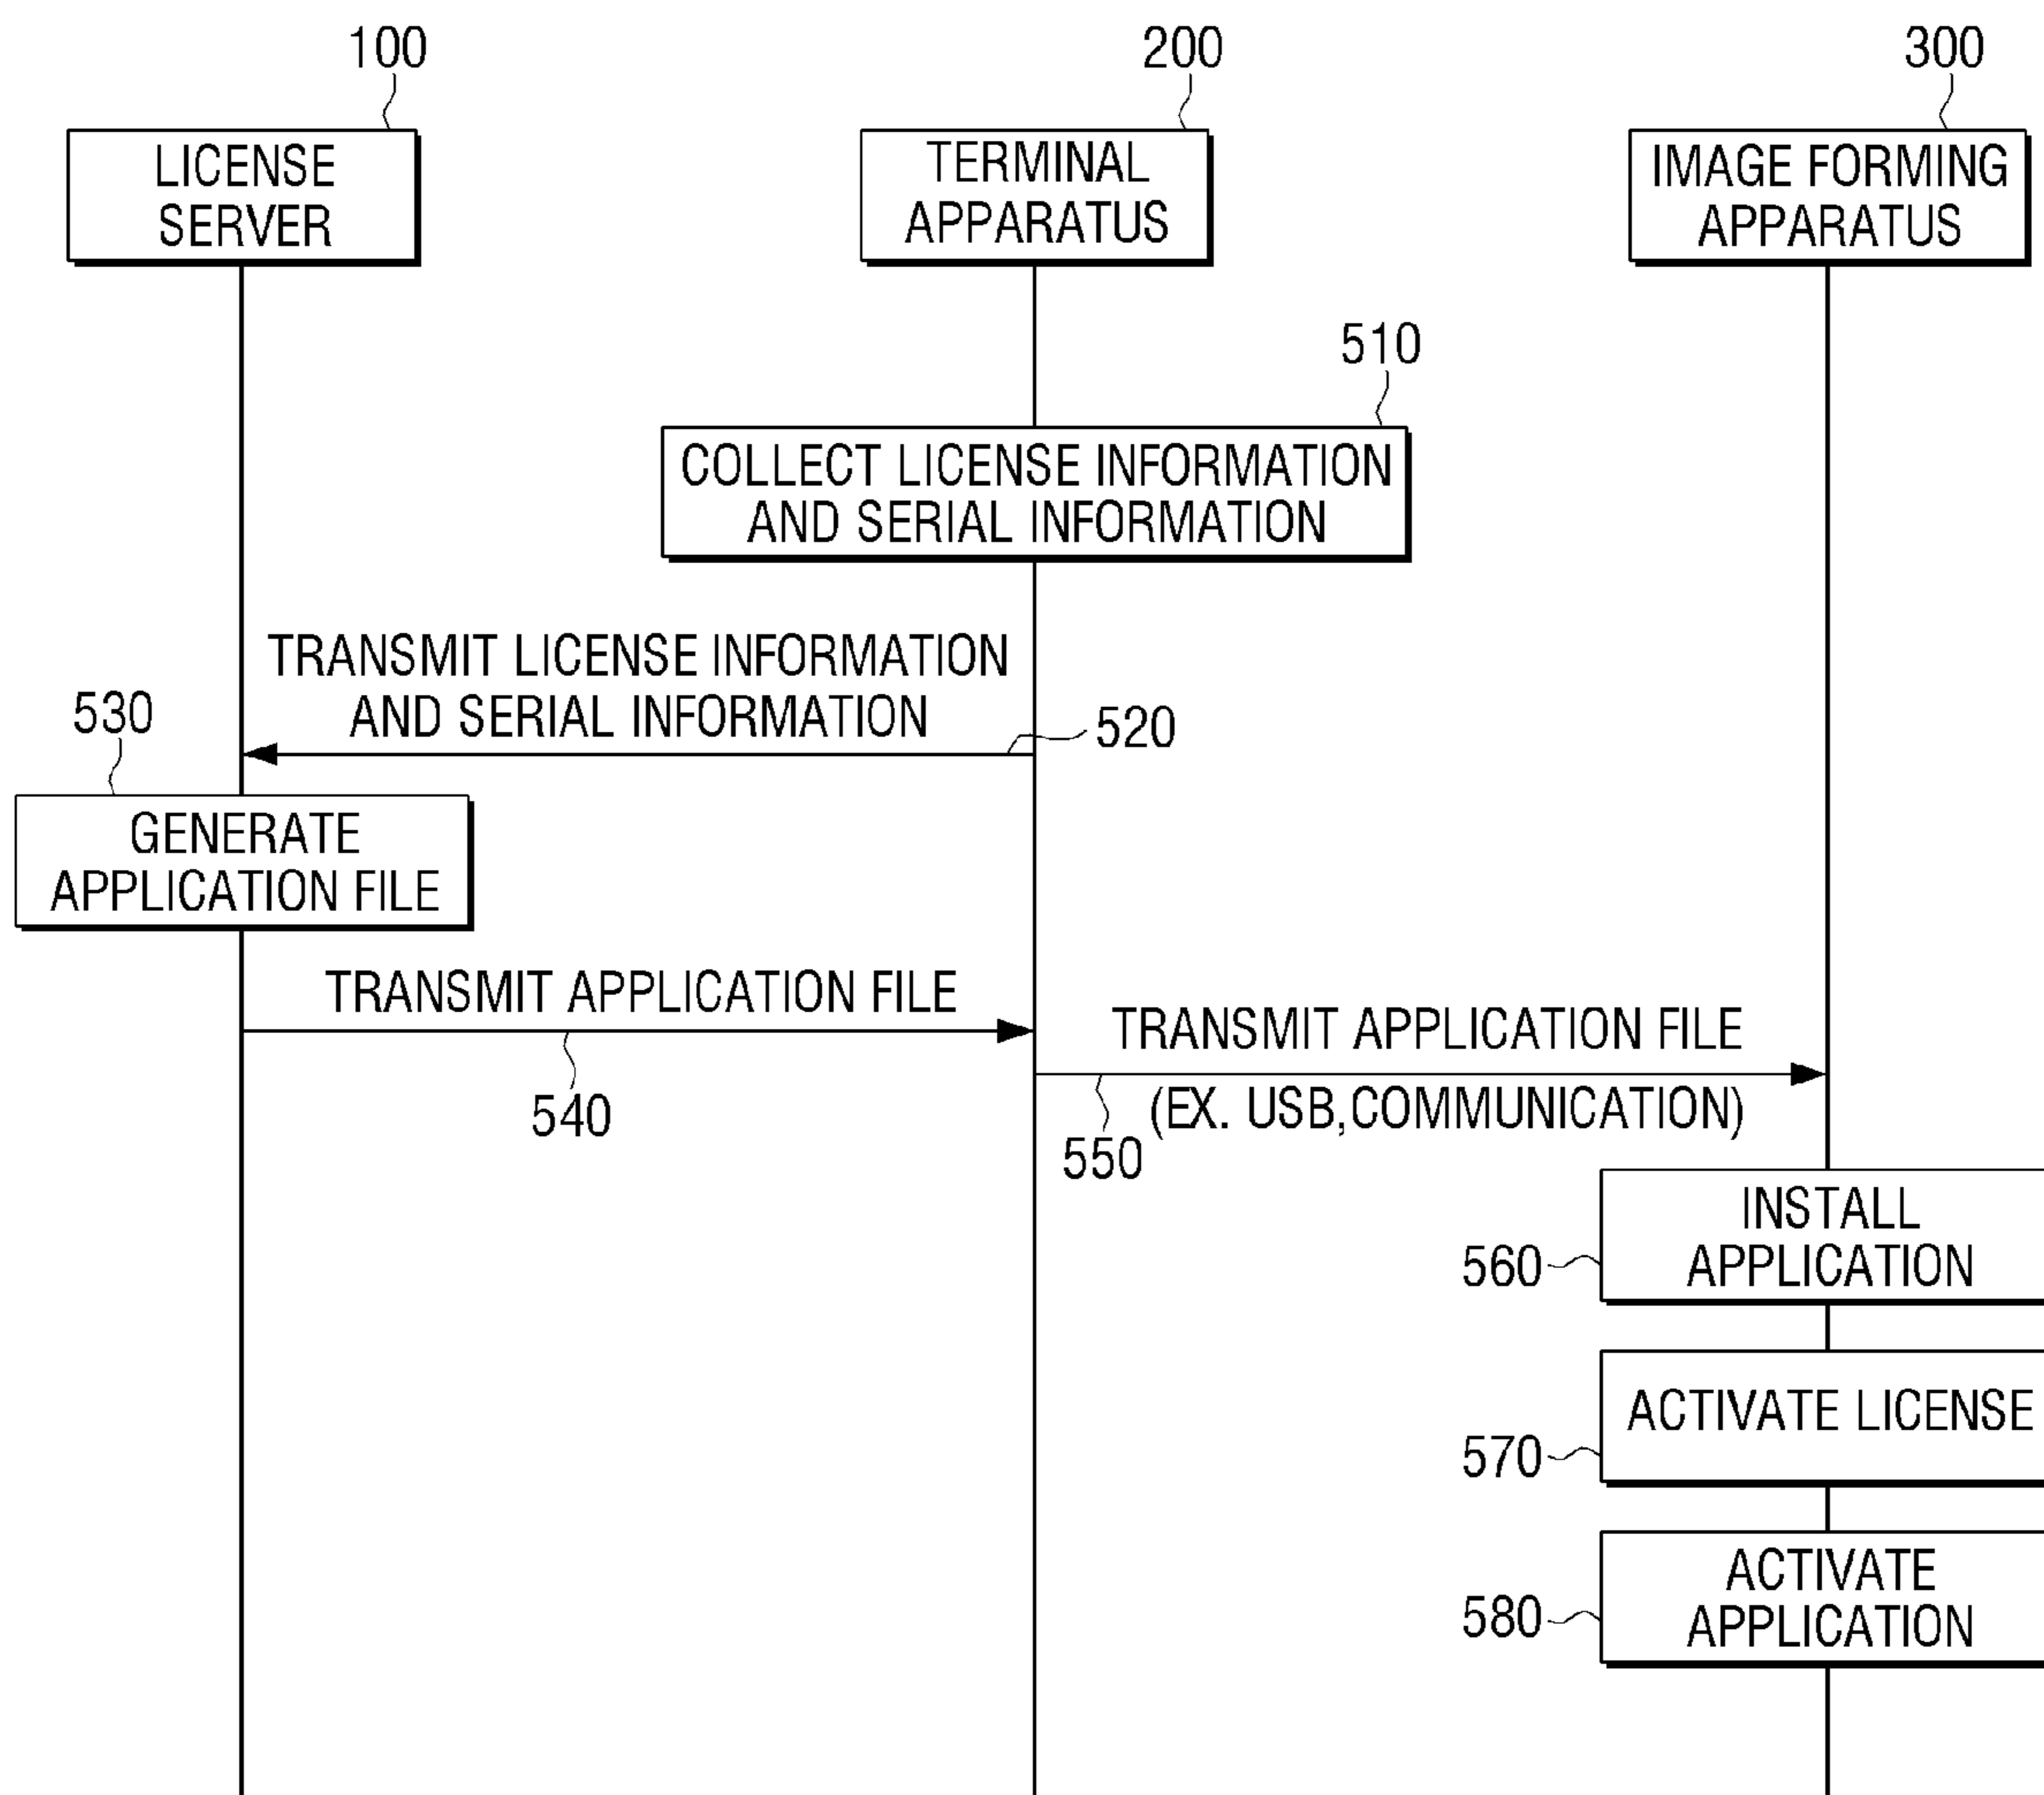 100
200
300
LICENSE
SERVER
TERMINAL
APPARATUS
IMAGE FORMING
APPARATUS
510
COLLECT LICENSE INFORMATION
AND SERIAL INFORMATION
TRANSMIT LICENSE INFORMATION
AND SERIAL INFORMATION
520
530
GENERATE
APPLICATION FILE
TRANSMIT APPLICATION FILE
540
TRANSMIT APPLICATION FILE
(EX. USB,COMMUNICATION)
550
INSTALL
APPLICATION
560
ACTIVATE LICENSE
570
ACTIVATE
APPLICATION
580